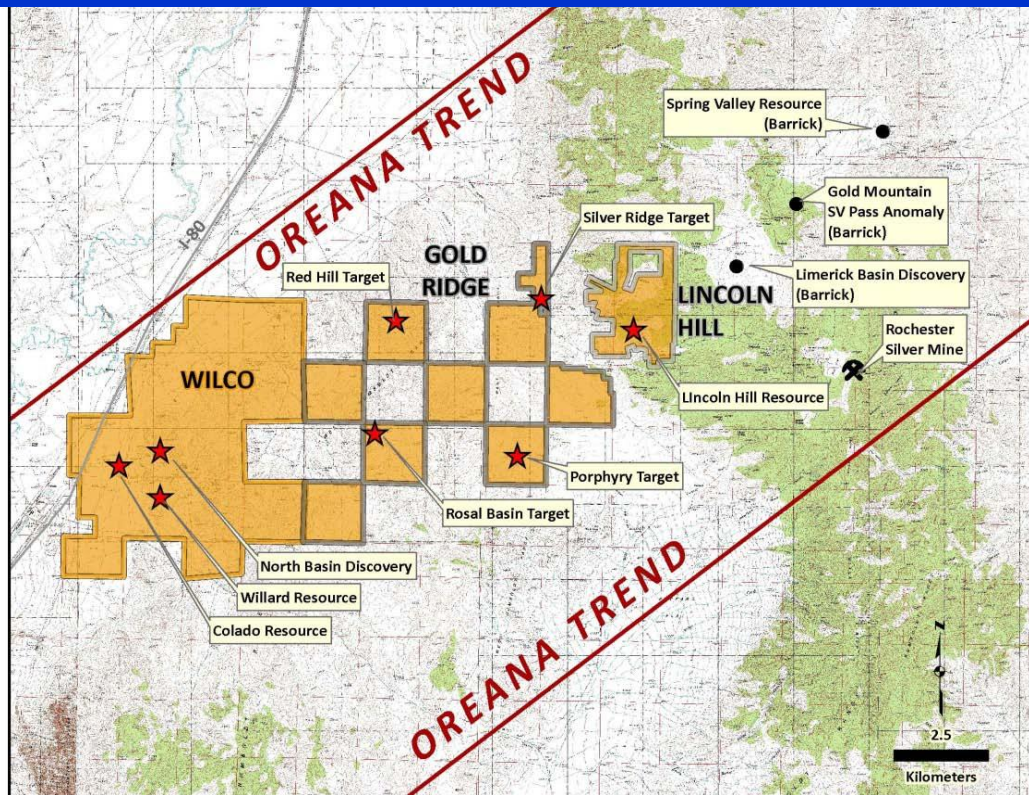 Spring Valley Resource
(Barrick)
OREANA TREND
I-80
Gold Mountain
SV Pass Anomaly
(Barrick)
Silver Ridge Target
GOLD
RIDGE
Red Hill Target
Limerick Basin Discovery
(Barrick)
LINCOLN
HILL
Rochester
Silver Mine
WILCO
LIncoln Hill Resource
Porphyry Target
Rosal Basin Target
North Basin Discovery
Willard Resource
Colado Resource
OREANA TREND
N
2.5
Kilometers